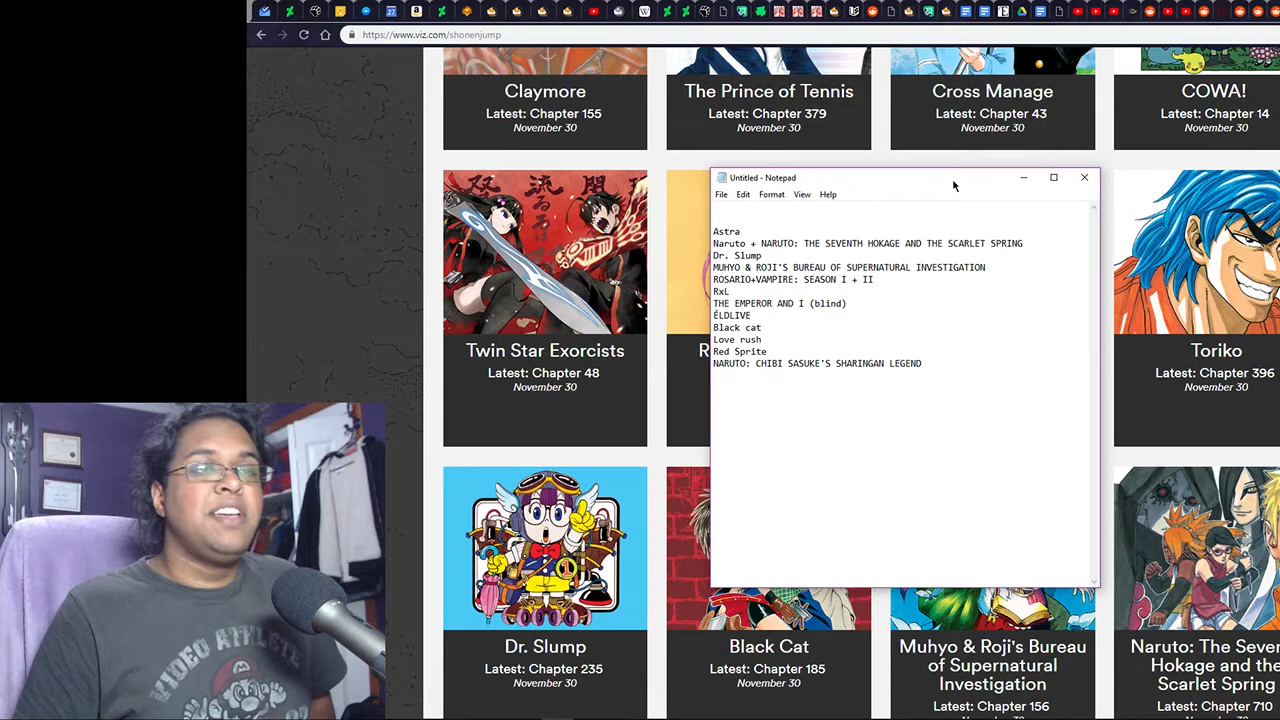 https://www.viz.com/shonenjump
Claymore
Latest: Chapter 155
November 30
The Prince of Tennis
Latest: Chapter 379
November 30
Cross Manage
Latest: Chapter 43
November 30
COWA!
Latest: Chapter 14
November 30
Untitled - Notepad
File Edit Format View Help
Astra
Naruto + NARUTO: THE SEVENTH HOKAGE AND THE SCARLET SPRING
Dr. Slump
MUHYO & ROJI'S BUREAU OF SUPERNATURAL INVESTIGATION
ROSARIO+VAMPIRE: SEASON I + II
RxL
THE EMPEROR AND I (blind)
ĒLDLIVE
Black cat
Love rush
Red Sprite
NARUTO: CHIBI SASUKE'S SHARINGAN LEGEND
Twin Star Exorcists
Latest: Chapter 48
November 30
Toriko
Latest: Chapter 396
November 30
Dr. Slump
Latest: Chapter 235
November 30
Black Cat
Latest: Chapter 185
November 30
Muhyo & Roji's Bureau
of Supernatural
Investigation
Latest: Chapter 156
Naruto: The
Hokage and the
Scarlet Spring
Latest: Chapter 710
ATHLETE